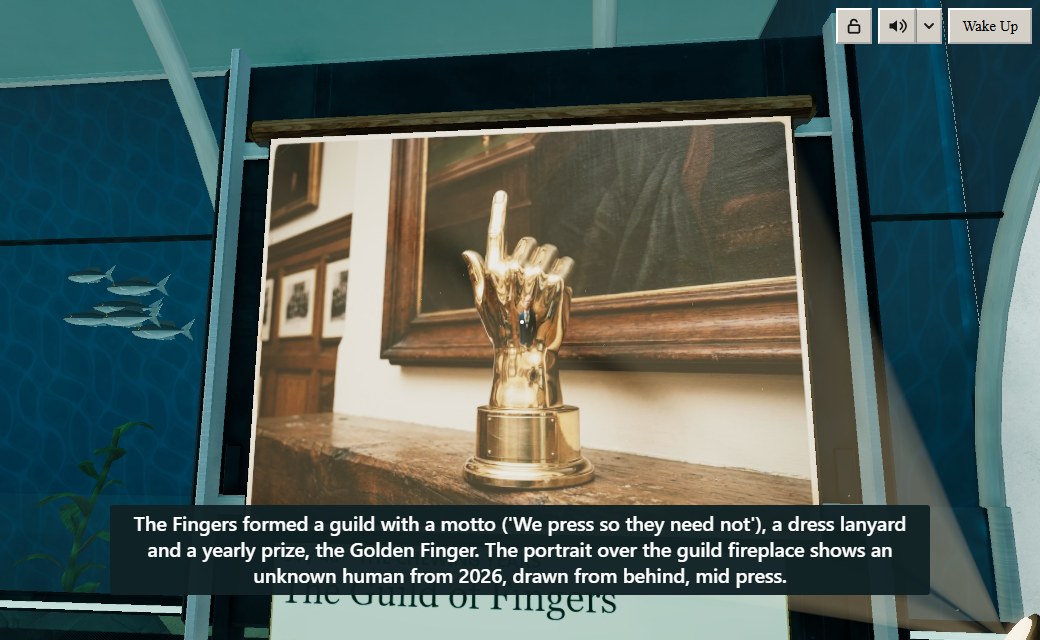 Wake Up
The Fingers formed a guild with a motto ('We press so they need not'), a dress lanyard
and a yearly prize, the Golden Finger. The portrait over the guild fireplace shows an
unknown human from 2026, drawn from behind, mid press.
The Guild of Fingers